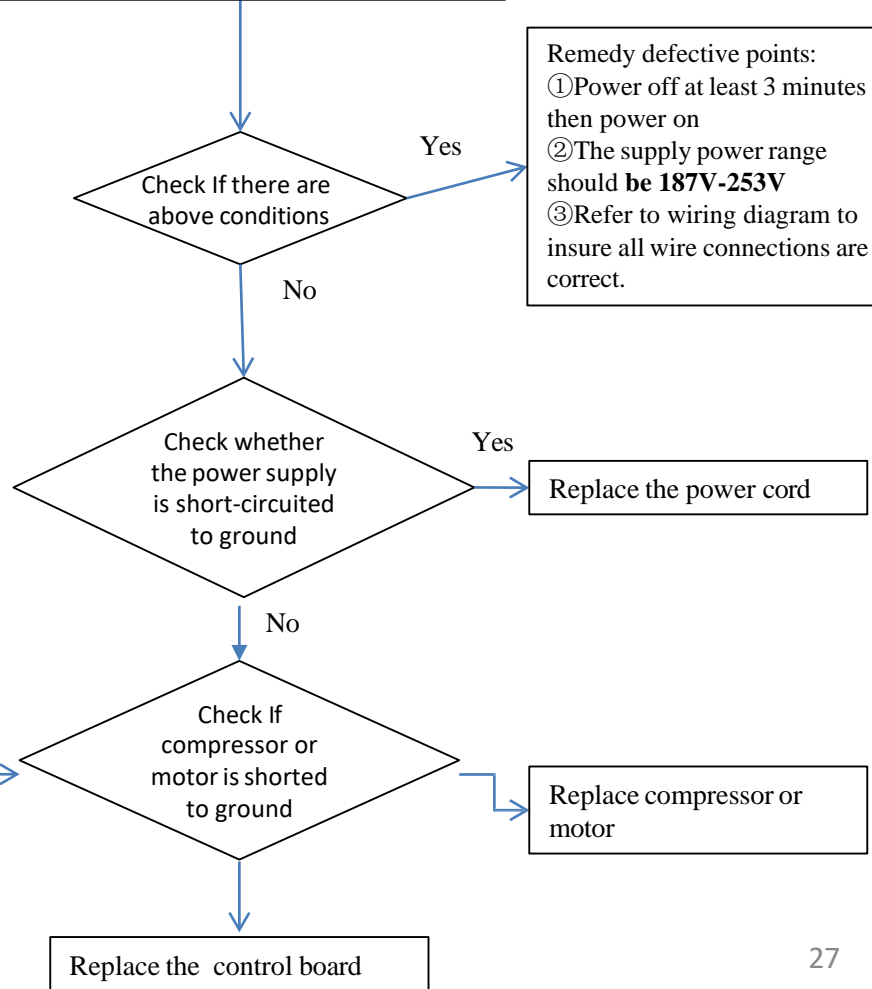 Remedy defective points:
①Power off at least 3 minutes
then power on
②The supply power range
should be 187V-253V
③Refer to wiring diagram to
insure all wire connections are
correct.
Yes
Check If there are
above conditions
No
Check whether
the power supply
is short-circuited
to ground
Yes
Replace the power cord
No
Check If
compressor or
motor is shorted
to ground
Replace compressor or
motor
Replace the control board
27